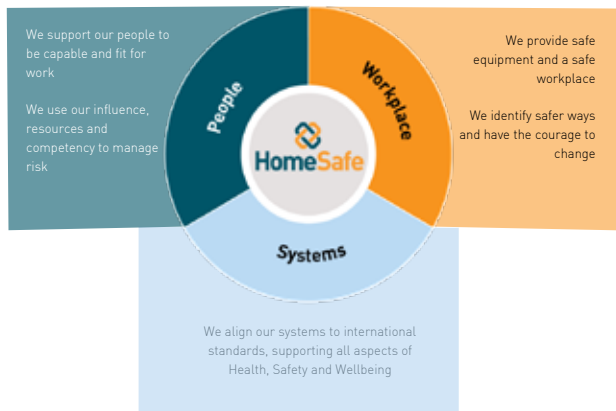 We support our people to
be capable and fit for
work
We use our influence,
resources and
competency to manage
risk
People
Workplace
HomeSafe
Systems
We provide safe
equipment and a safe
workplace
We identify safer ways
and have the courage to
change
We align our systems to international
standards, supporting all aspects of
Health, Safety and Wellbeing